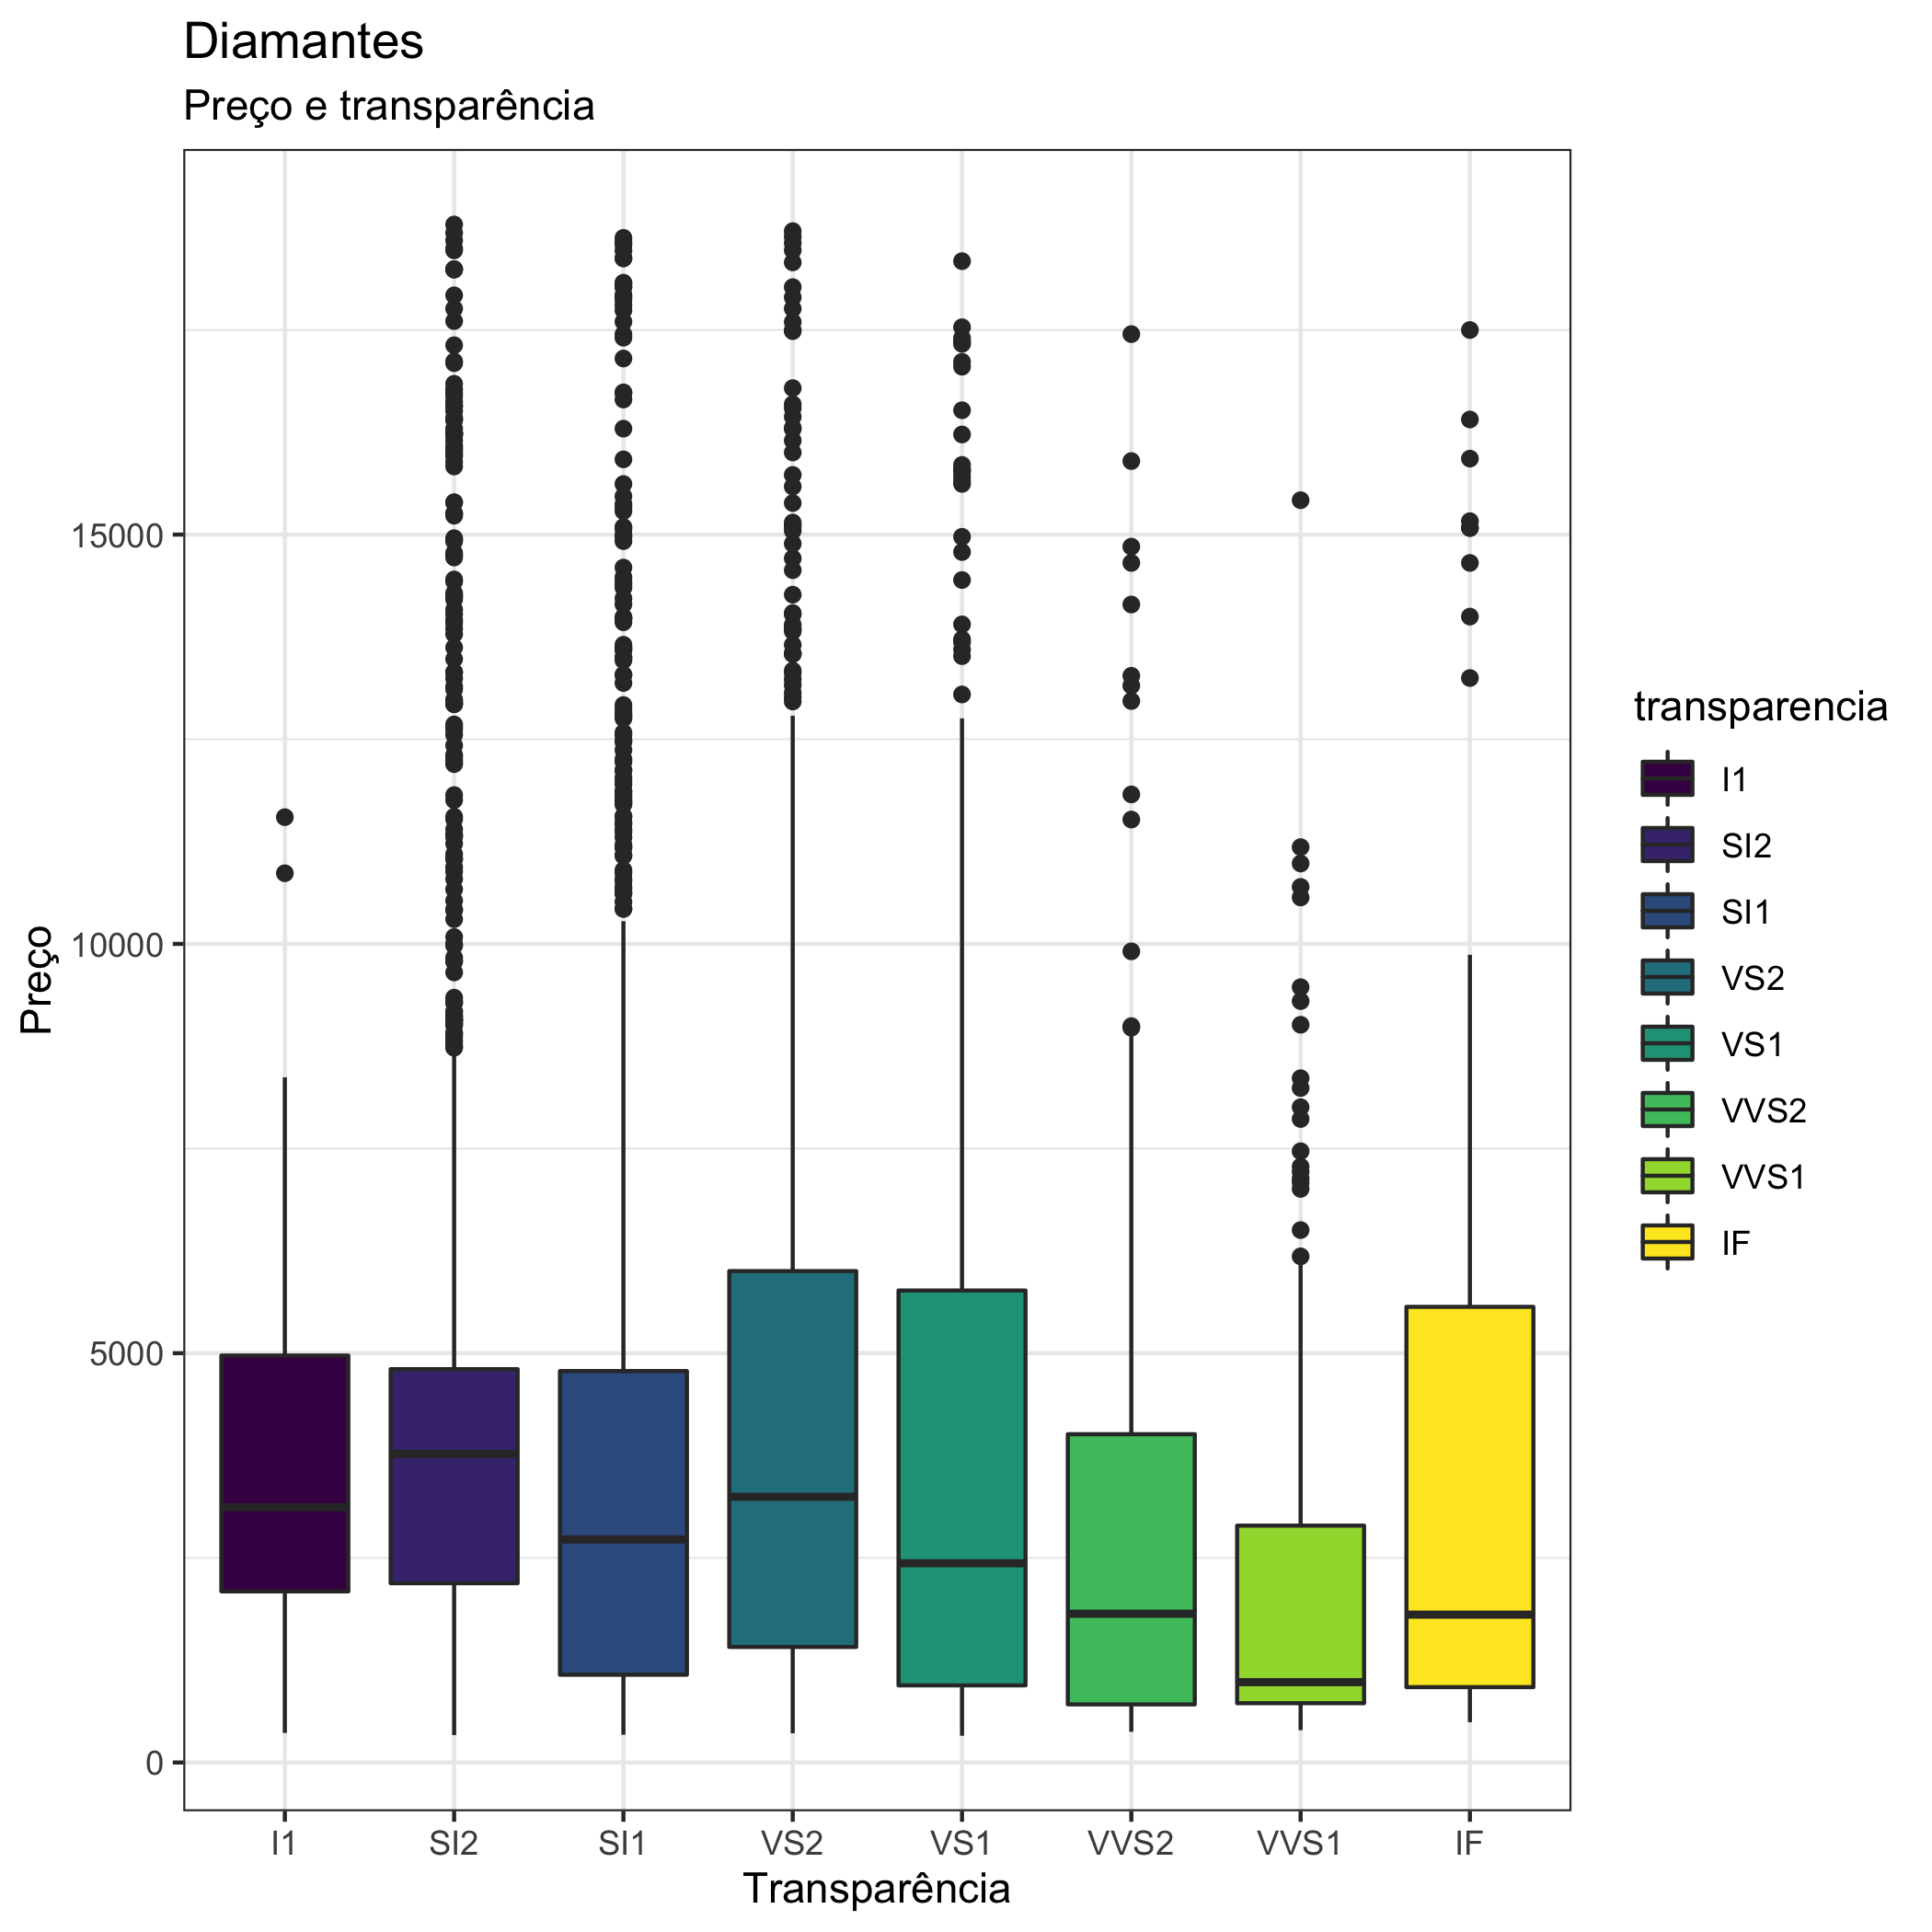 Diamantes
Preço e transparência
Preço
15000
10000
5000
0
I1 SI2 SI1 VS2 VS1 VVS2 VVS1 IF
Transparência
transparencia
I1
SI2
SI1
VS2
VS1
VVS2
VVS1
IF